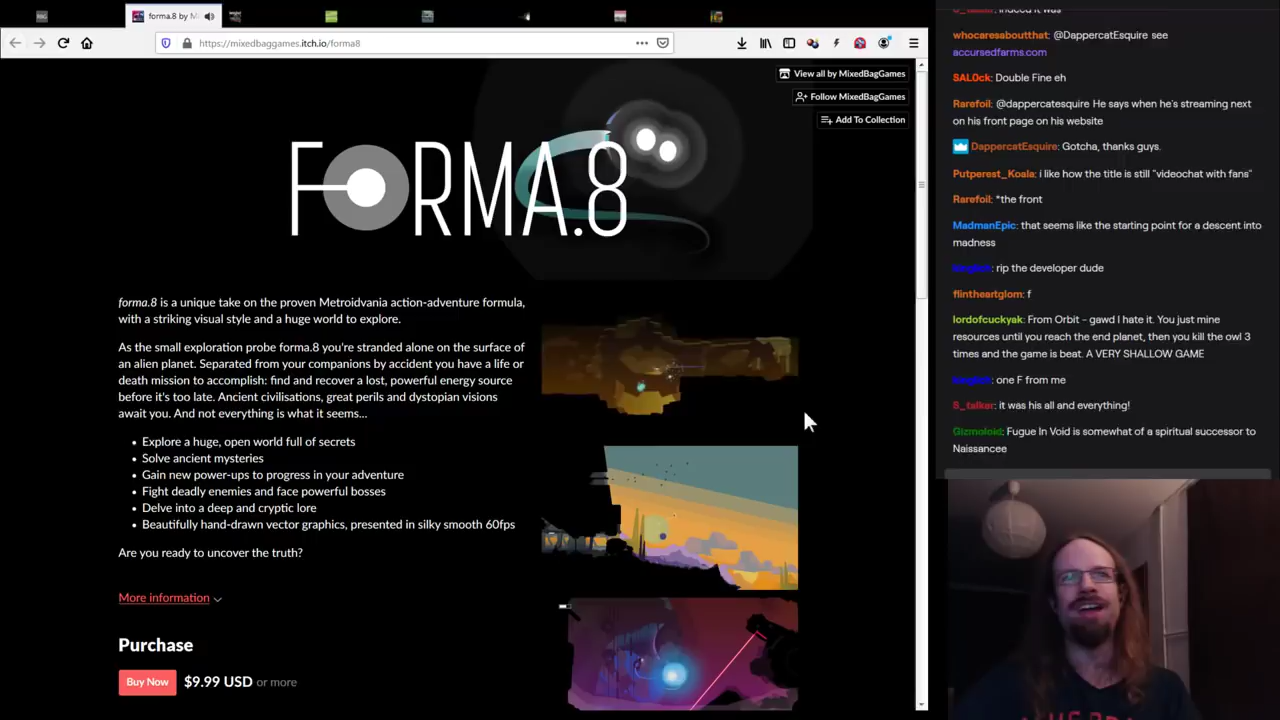 forma.8 by Mi
https://mixedbaggames.itch.io/forma8
View all by MixedBagGames
Follow MixedBagGames
Add To Collection
FORMA.8
forma.8 is a unique take on the proven Metroidvania action-adventure formula,
with a striking visual style and a huge world to explore.
As the small exploration probe forma.8 you're stranded alone on the surface of
an alien planet. Separated from your companions by accident you have a life or
death mission to accomplish: find and recover a lost, powerful energy source
before it's too late. Ancient civilisations, great perils and dystopian visions
await you. And not everything is what it seems...
• Explore a huge, open world full of secrets
• Solve ancient mysteries
• Gain new power-ups to progress in your adventure
• Fight deadly enemies and face powerful bosses
• Delve into a deep and cryptic lore
• Beautifully hand-drawn vector graphics, presented in silky smooth 60fps
Are you ready to uncover the truth?
More information
Purchase
Buy Now $9.99 USD or more
S_talker: indeed it was
whocaresaboutthat: @DappercatEsquire see
accursedfarms.com
SAL0ck: Double Fine eh
Rarefoil: @dappercatesquire He says when he's streaming next
on his front page on his website
DappercatEsquire: Gotcha, thanks guys.
Putperest_Koala: i like how the title is still "videochat with fans"
Rarefoil: *the front
MadmanEpic: that seems like the starting point for a descent into
madness
: rip the developer dude
flintheartglom: f
lordofcuckyak: From Orbit - gawd I hate it. You just mine
resources until you reach the end planet, then you kill the owl 3
times and the game is beat. A VERY SHALLOW GAME
: one F from me
S_talker: it was his all and everything!
Gizmoloid: Fugue In Void is somewhat of a spiritual successor to
Naissancee